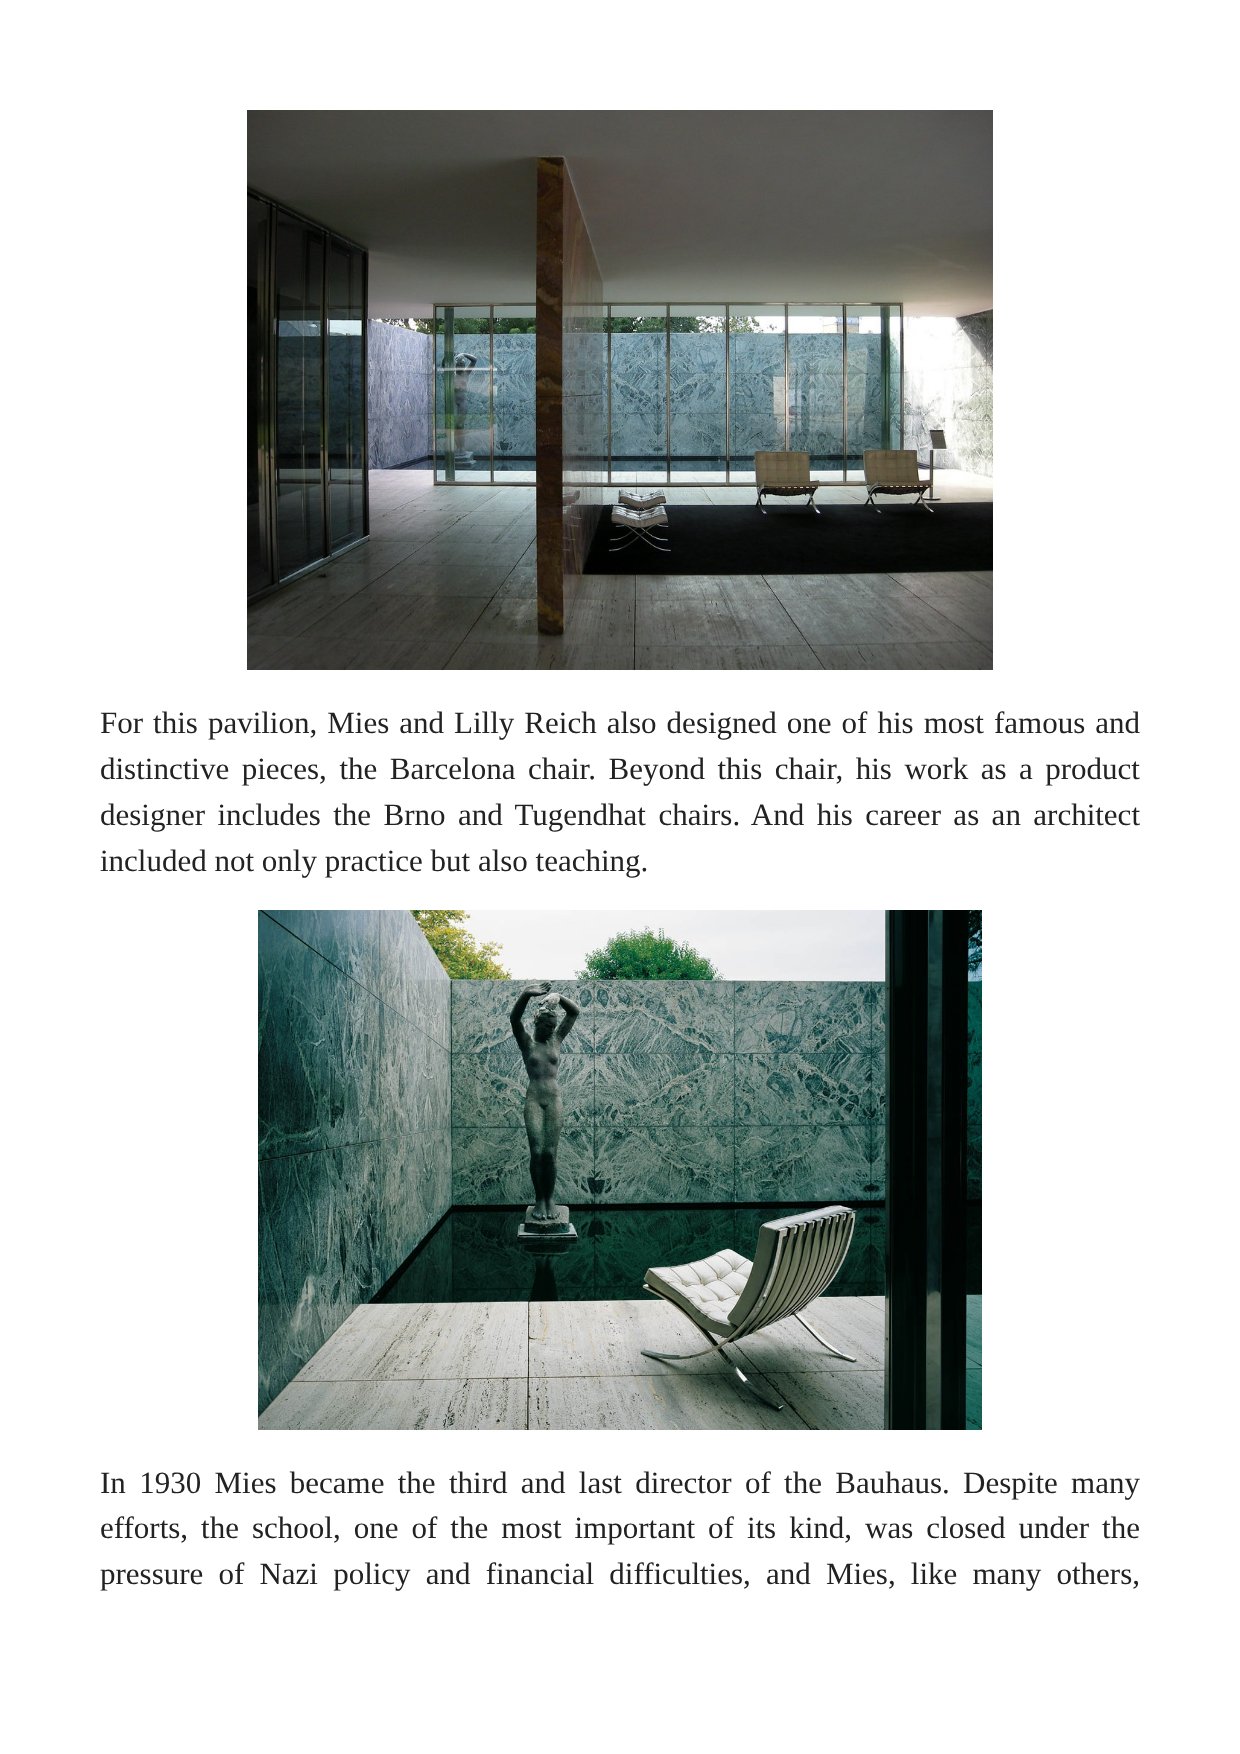 For this pavilion, Mies and Lilly Reich also designed one of his most famous and
distinctive pieces, the Barcelona chair. Beyond this chair, his work as a product
designer includes the Brno and Tugendhat chairs. And his career as an architect
included not only practice but also teaching.
In 1930 Mies became the third and last director of the Bauhaus. Despite many
efforts, the school, one of the most important of its kind, was closed under the
pressure of Nazi policy and financial difficulties, and Mies, like many others,